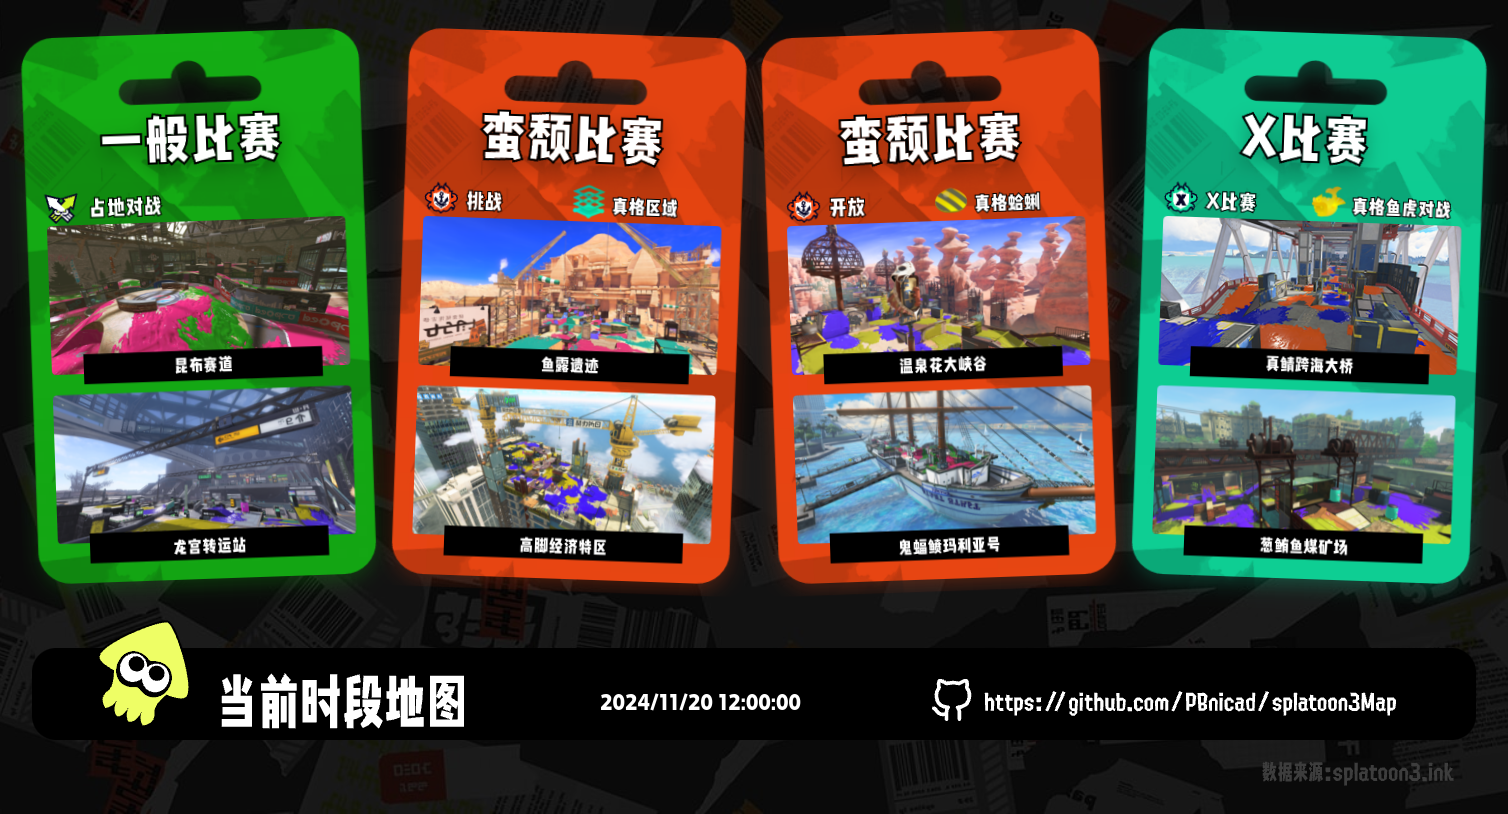 一般比赛
占地对战
昆布赛道
龙宫转运站
蛮颓比赛
挑战
真格区域
鱼露遗迹
高脚经济特区
蛮颓比赛
开放
真格蛤蜊
温泉花大峡谷
鬼蝠鲼玛利亚号
X比赛
X比赛
真格鱼虎对战
真鲭跨海大桥
葱鲔鱼煤矿场
当前时段地图
2024/11/20 12:00:00
https://github.com/PBnicad/splatoon3Map
数据来源:splatoon3.ink